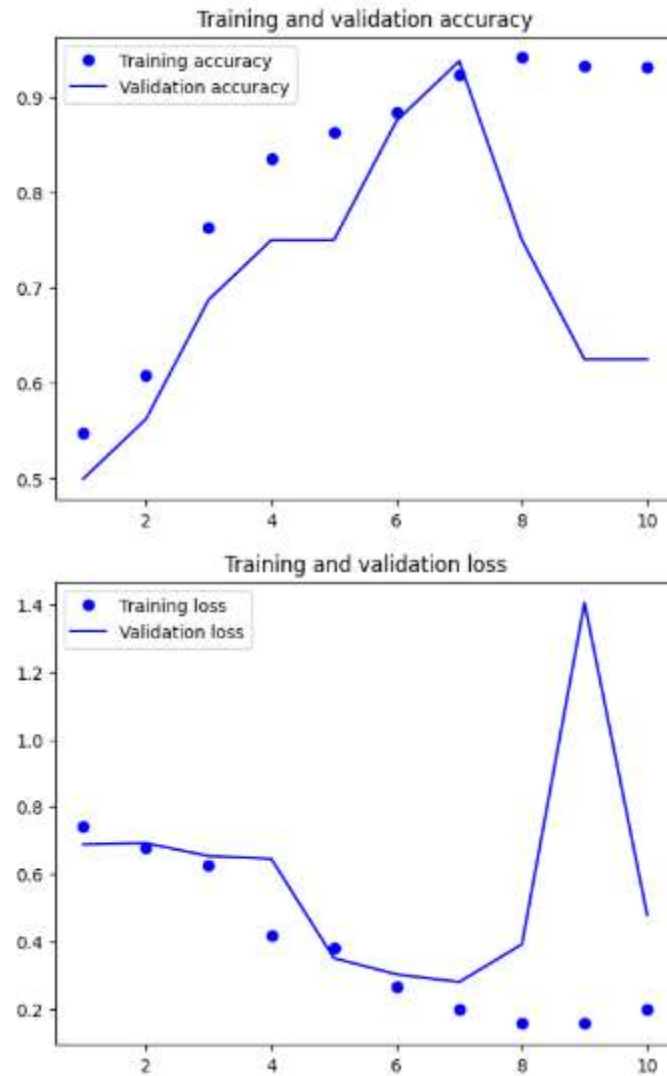 Training and validation accuracy
Training accuracy
Validation accuracy
0.9
0.8
0.7
0.6
0.5
2 4 6 8 10
Training and validation loss
Training loss
Validation loss
1.4
1.2
1.0
0.8
0.6
0.4
0.2
2 4 6 8 10